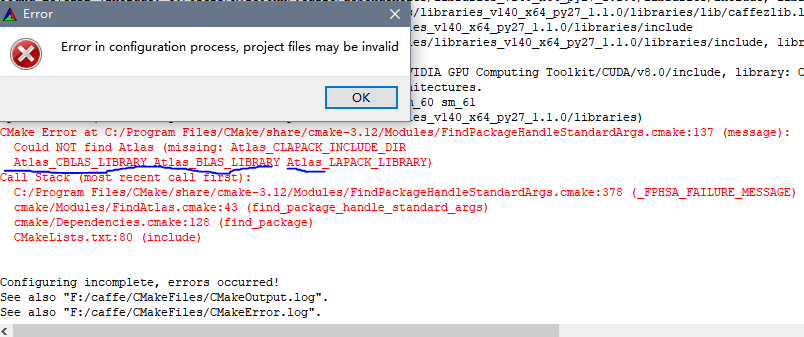 Error
Error in configuration process, project files may be invalid
OK
/libraries_v140_x64_py27_1.1.0/libraries/lib/caffezlib.l
s/libraries_v140_x64_py27_1.1.0/libraries/include
es/libraries_v140_x64_py27_1.1.0/libraries/include, libr
VIDIA GPU Computing Toolkit/CUDA/v8.0/include, library: C
hitectures.
m_60 sm_61
es/libraries_v140_x64_py27_1.1.0/libraries)
CMake Error at C:/Program Files/CMake/share/cmake-3.12/Modules/FindPackageHandleStandardArgs.cmake:137 (message):
Could NOT find Atlas (missing: Atlas_CLAPACK_INCLUDE_DIR
Atlas_CBLAS_LIBRARY Atlas_BLAS_LIBRARY Atlas_LAPACK_LIBRARY)
Call Stack (most recent call first):
C:/Program Files/CMake/share/cmake-3.12/Modules/FindPackageHandleStandardArgs.cmake:378 (_FPHSA_FAILURE_MESSAGE)
cmake/Modules/FindAtlas.cmake:43 (find_package_handle_standard_args)
cmake/Dependencies.cmake:128 (find_package)
CMakeLists.txt:80 (include)
Configuring incomplete, errors occurred!
See also "F:/caffe/CMakeFiles/CMakeOutput.log".
See also "F:/caffe/CMakeFiles/CMakeError.log".